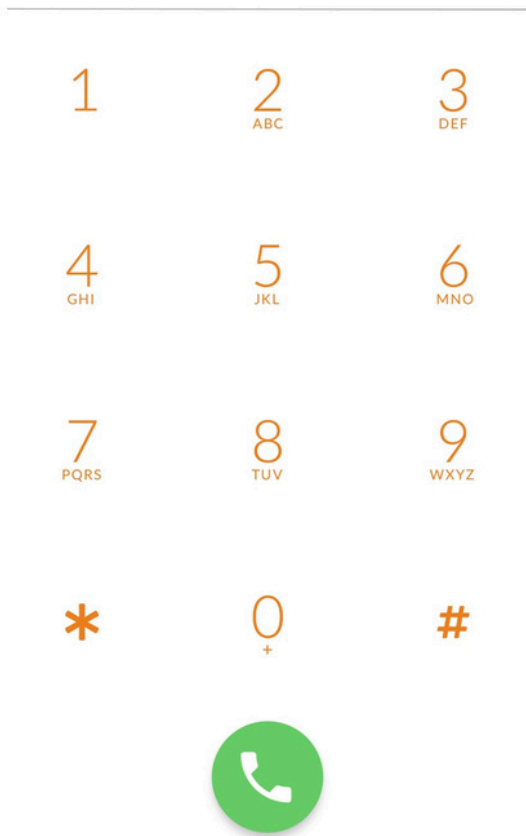 1 2 3
ABC DEF
4 5 6
GHI JKL MNO
7 8 9
PQRS TUV WXYZ
* 0 #
+